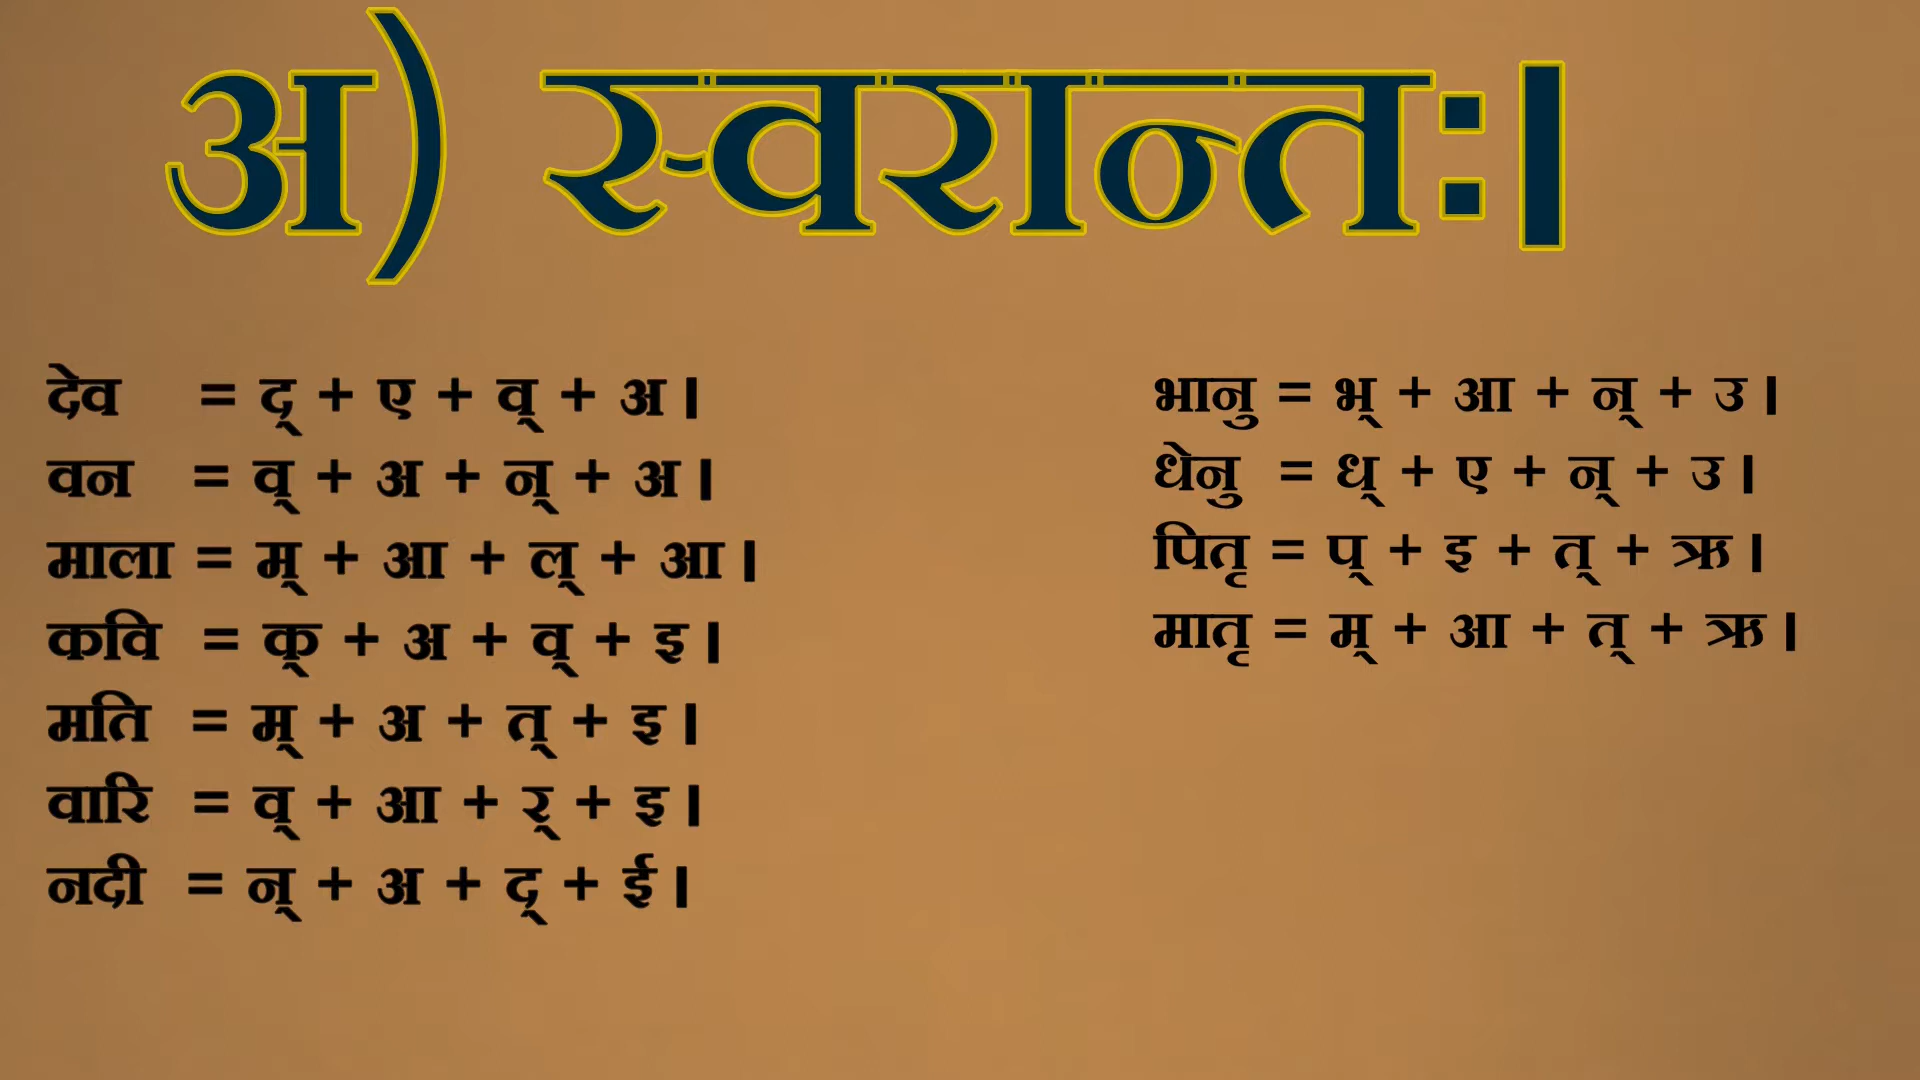 अ) स्वरान्तः।
देव = द् + ए + व् + अ ।
वन = व् + अ + न् + अ ।
माला = म् + आ + ल् + आ ।
कवि = क् + अ + व् + इ ।
मति = म् + अ + त् + इ ।
वारि = व् + आ + र् + इ ।
नदी = न् + अ + द् + ई ।
भानु = भ् + आ + न् + उ ।
धेनु = ध् + ए + न् + उ ।
पितृ = प् + इ + त् + ऋ ।
मातृ = म् + आ + त् + ऋ ।